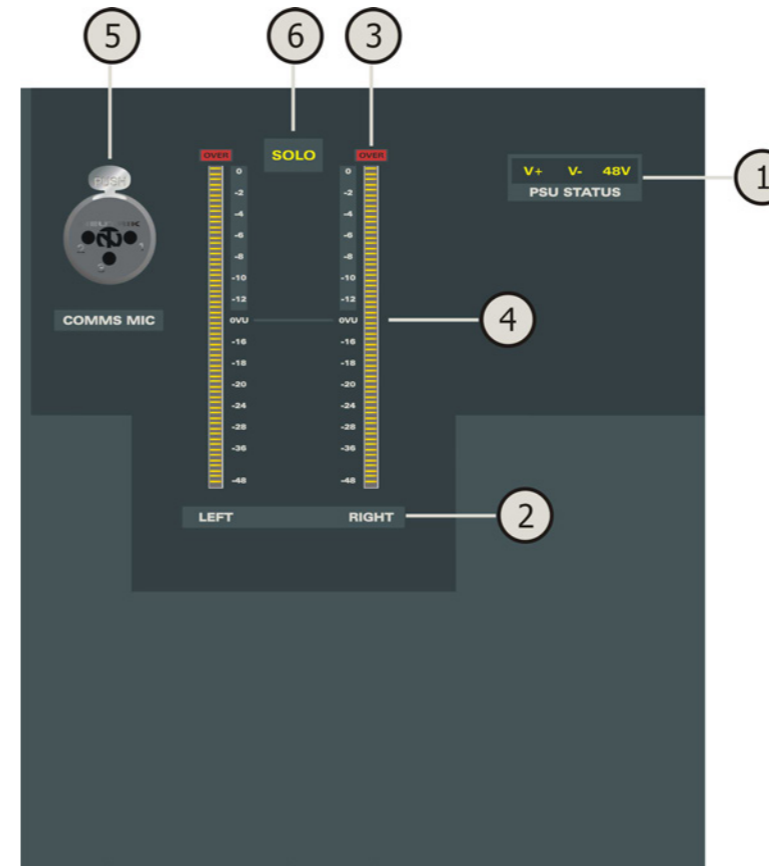 5
6
3
OVER
SOLO
OVER
PUSH
V+ V- 48V
PSU STATUS
1
0 0
-2 -2
-4 -4
-6 -6
-8 -8
-10 -10
-12 -12
COMMS MIC
0VU 0VU
4
-16 -16
-18 -18
-20 -20
-24 -24
-28 -28
-36 -36
-48 -48
LEFT RIGHT
2